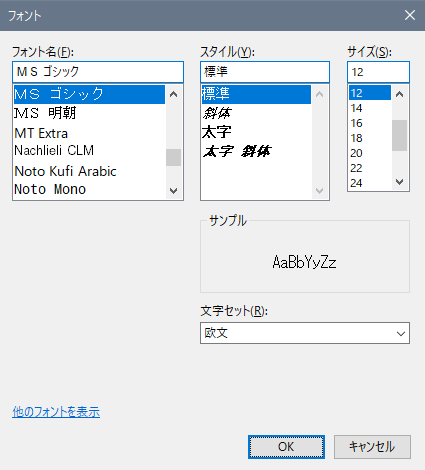 フォント
フォント名(F):
MS ゴシック
MS ゴシック
MS 明朝
MT Extra
Nachlieli CLM
Noto Kufi Arabic
Noto Mono
スタイル(Y):
標準
標準
斜体
太字
太字 斜体
サイズ(S):
12
12
14
16
18
20
22
24
サンプル
AaBbYyZz
文字セット(R):
欧文
他のフォントを表示
OK
キャンセル